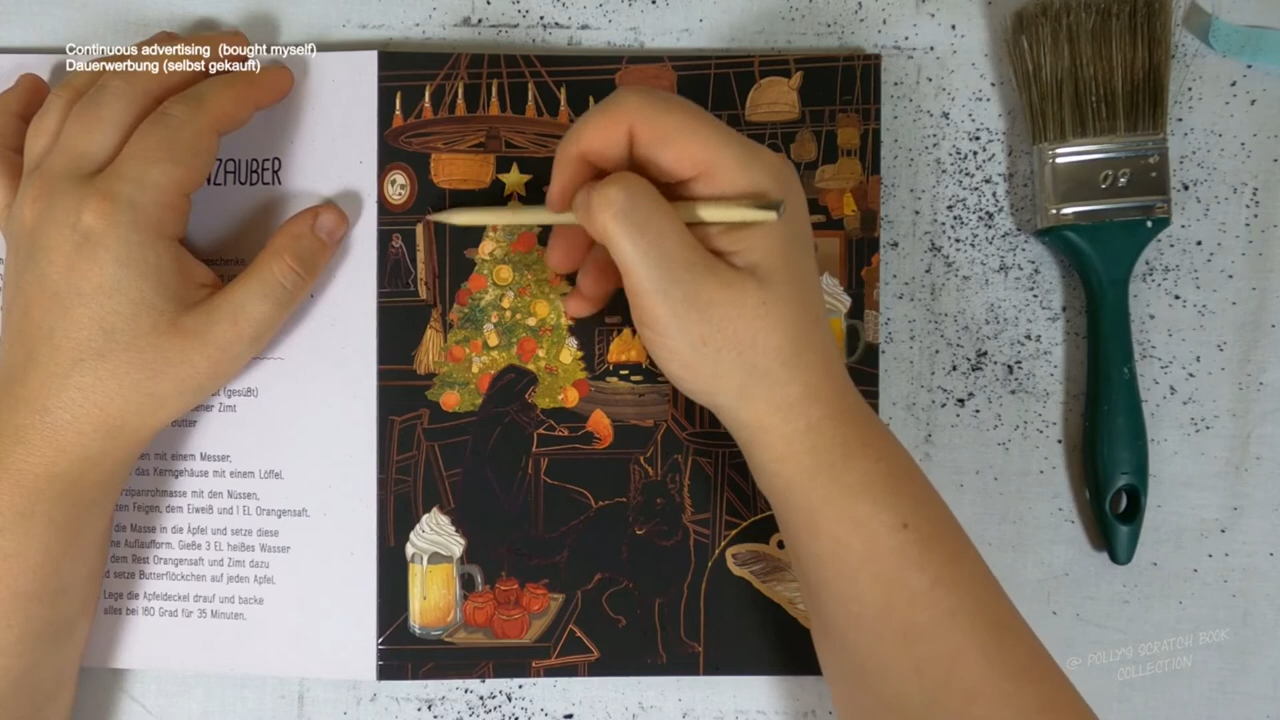 Continuous advertising (bought myself)
Dauerwerbung (selbst gekauft)
NZAUBER
(gesüßt)
Zimt
Butter
en mit einem Messer,
das Kerngehäuse mit einem Löffel.
rzipanrohmasse mit den Nüssen,
ten Feigen, dem Eiweiß und 1 EL Orangensaft.
die Masse in die Äpfel und setze diese
ne Auflaufform. Gieße 3 EL heißes Wasser
dem Rest Orangensaft und Zimt dazu
d setze Butterflöckchen auf jeden Apfel.
Lege die Apfeldeckel drauf und backe
alles bei 180 Grad für 35 Minuten.
50
@ POLLY'S SCRATCH BOOK
COLLECTION